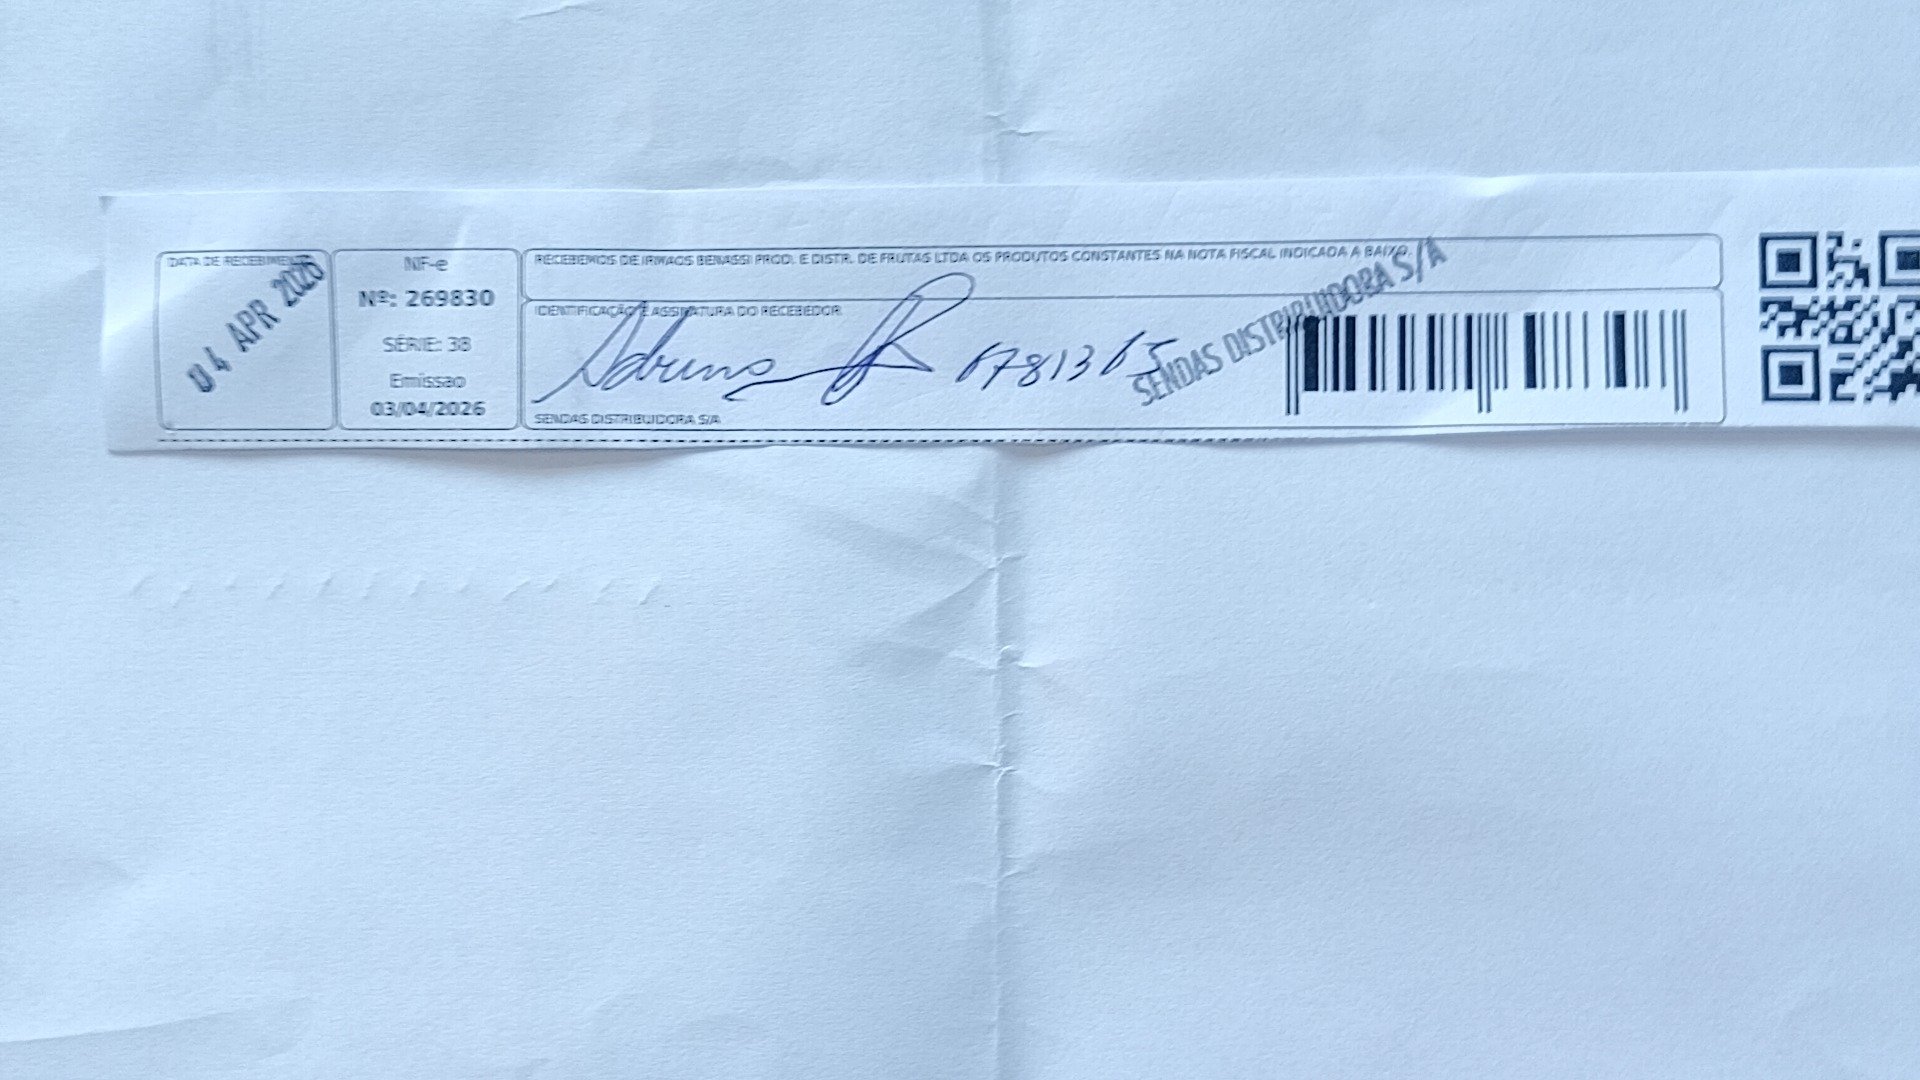 DATA DE RECEBIMENTO
04 APR 2026
NF-e
Nº: 269830
SÉRIE: 38
Emissao
03/04/2026
RECEBEMOS DE IRMAOS BENASSI PROD. E DISTR. DE FRUTAS LTDA OS PRODUTOS CONSTANTES NA NOTA FISCAL INDICADA A BAIXO.
IDENTIFICAÇÃO E ASSINATURA DO RECEBEDOR
SENDAS DISTRIBUIDORA S/A
SENDAS DISTRIBUIDORA S/A